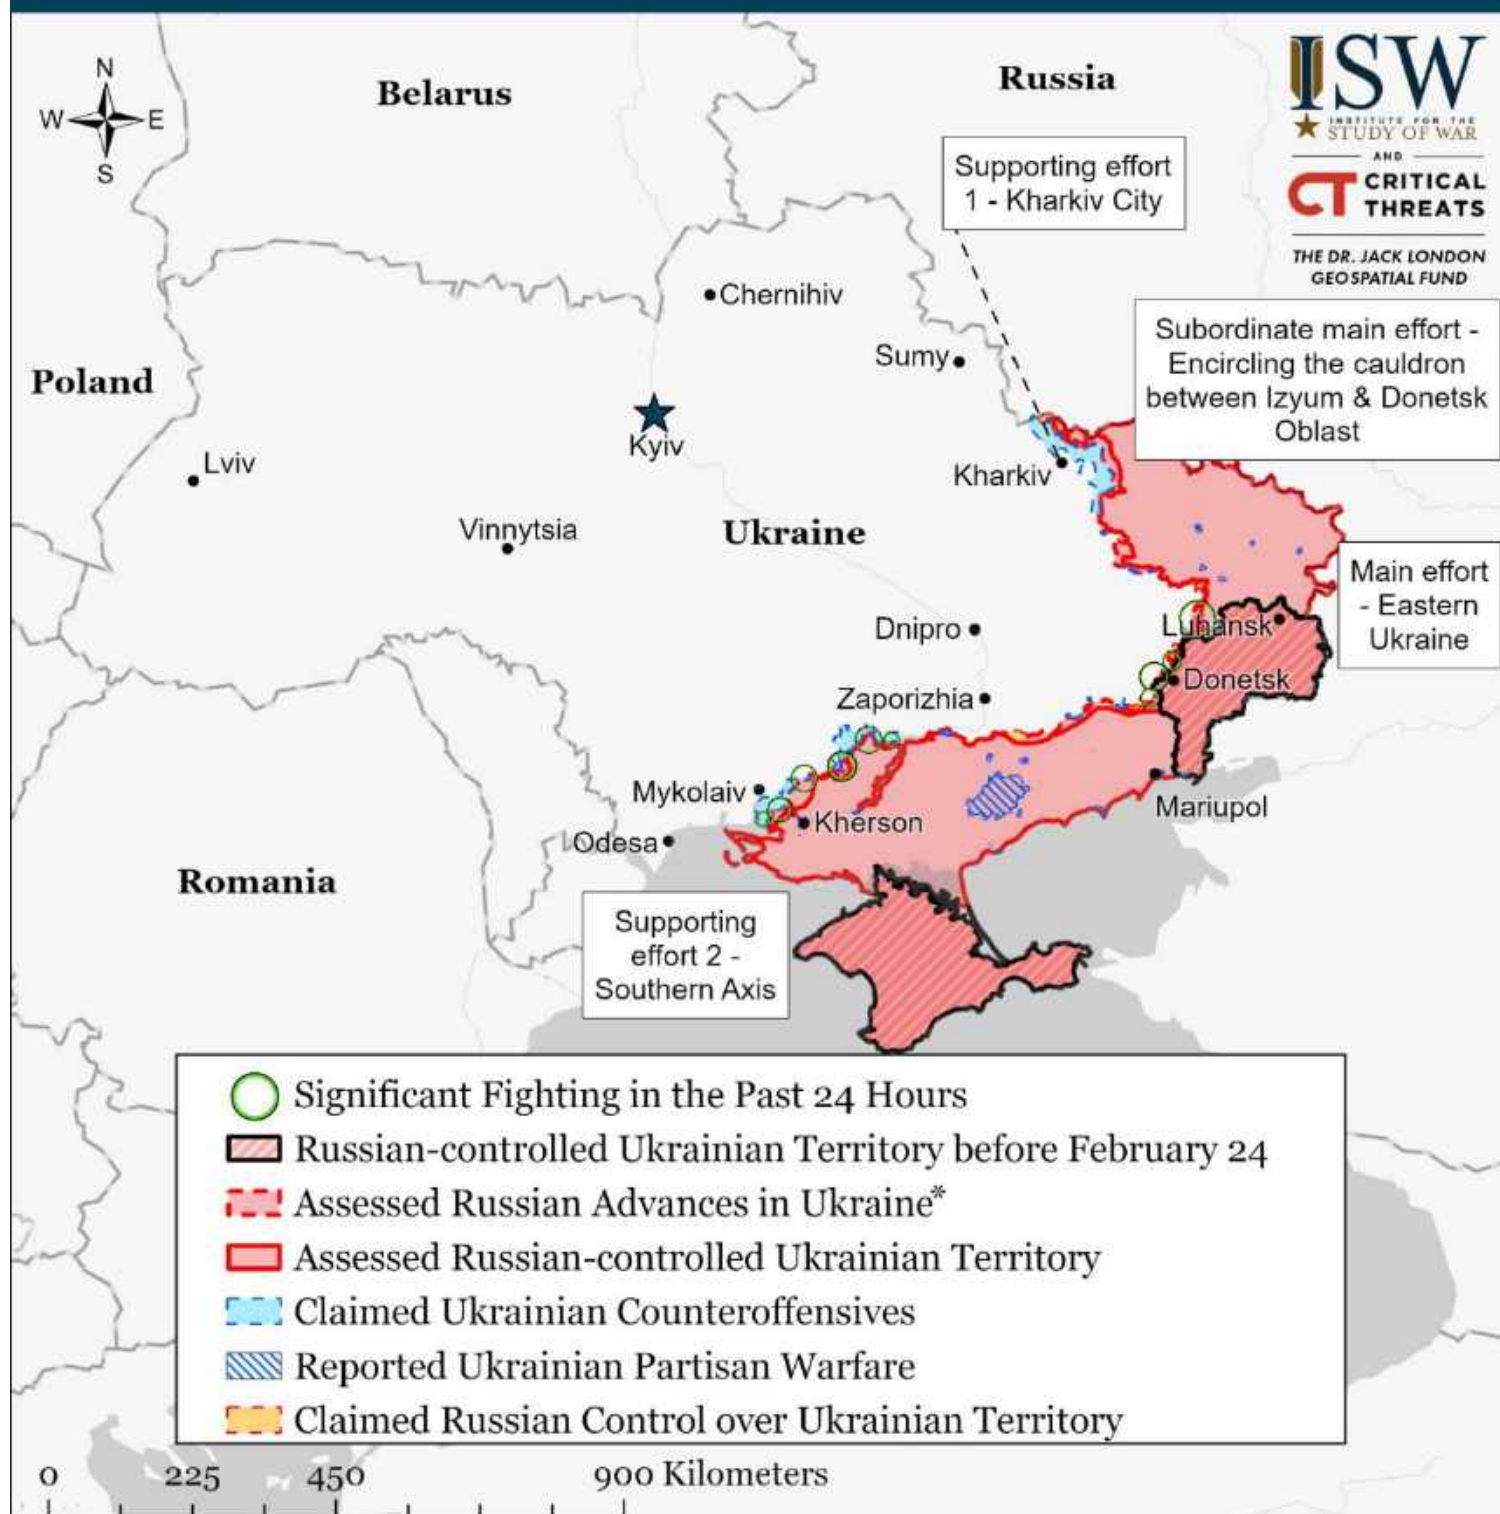 N
W E
S
Belarus
Russia
ISW
INSTITUTE FOR THE
STUDY OF WAR
AND
CT CRITICAL
THREATS
THE DR. JACK LONDON
GEOSPATIAL FUND
Supporting effort
1 - Kharkiv City
Chernihiv
Subordinate main effort -
Encircling the cauldron
between Izyum & Donetsk
Oblast
Sumy
Poland
Kyiv
Lviv
Kharkiv
Vinnytsia
Ukraine
Main effort
- Eastern
Ukraine
Dnipro
Luhansk
Donetsk
Zaporizhia
Mykolaiv
Mariupol
Kherson
Odesa
Romania
Supporting
effort 2 -
Southern Axis
Significant Fighting in the Past 24 Hours
Russian-controlled Ukrainian Territory before February 24
Assessed Russian Advances in Ukraine*
Assessed Russian-controlled Ukrainian Territory
Claimed Ukrainian Counteroffensives
Reported Ukrainian Partisan Warfare
Claimed Russian Control over Ukrainian Territory
0 225 450 900 Kilometers